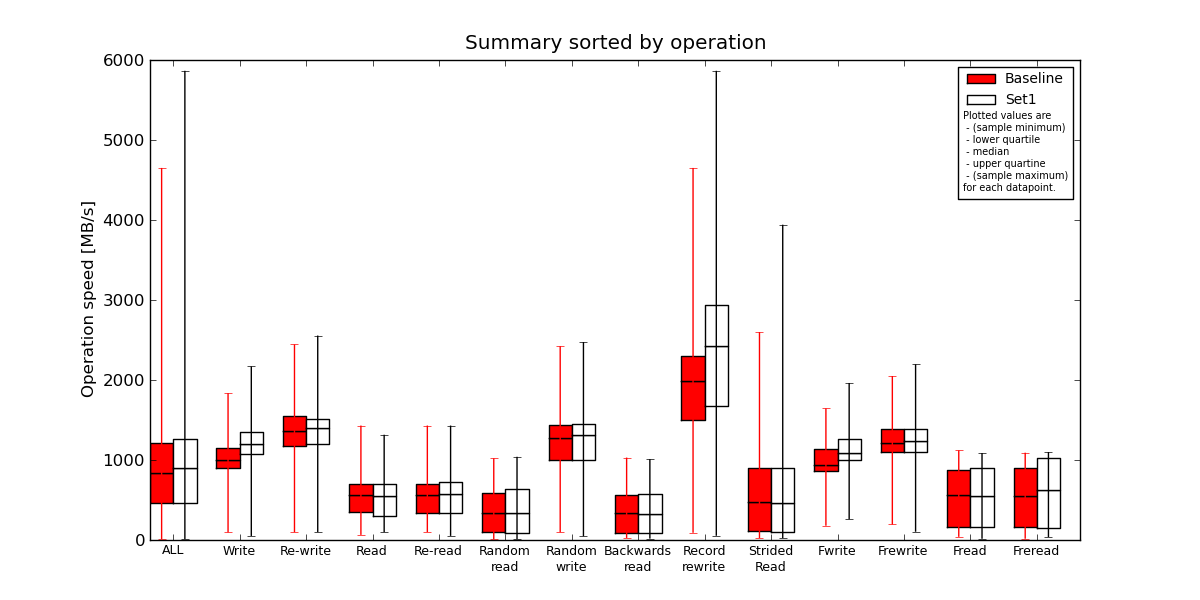 Summary sorted by operation
6000
5000
4000
3000
2000
1000
0
Operation speed [MB/s]
Baseline
Set1
Plotted values are
- (sample minimum)
- lower quartile
- median
- upper quartine
- (sample maximum)
for each datapoint.
ALL
Write
Re-write
Read
Re-read
Random
read
Random
write
Backwards
read
Record
rewrite
Strided
Read
Fwrite
Frewrite
Fread
Freread